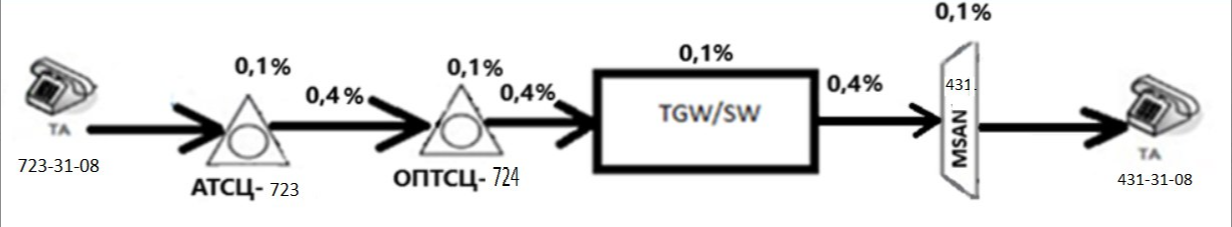 0,1%
0,1%
0,1%
0,1%
0,4%
0,4%
0,4%
431.
TGW/SW
MSAN
TA
TA
723-31-08
АТСЦ- 723
ОПТСЦ- 724
431-31-08